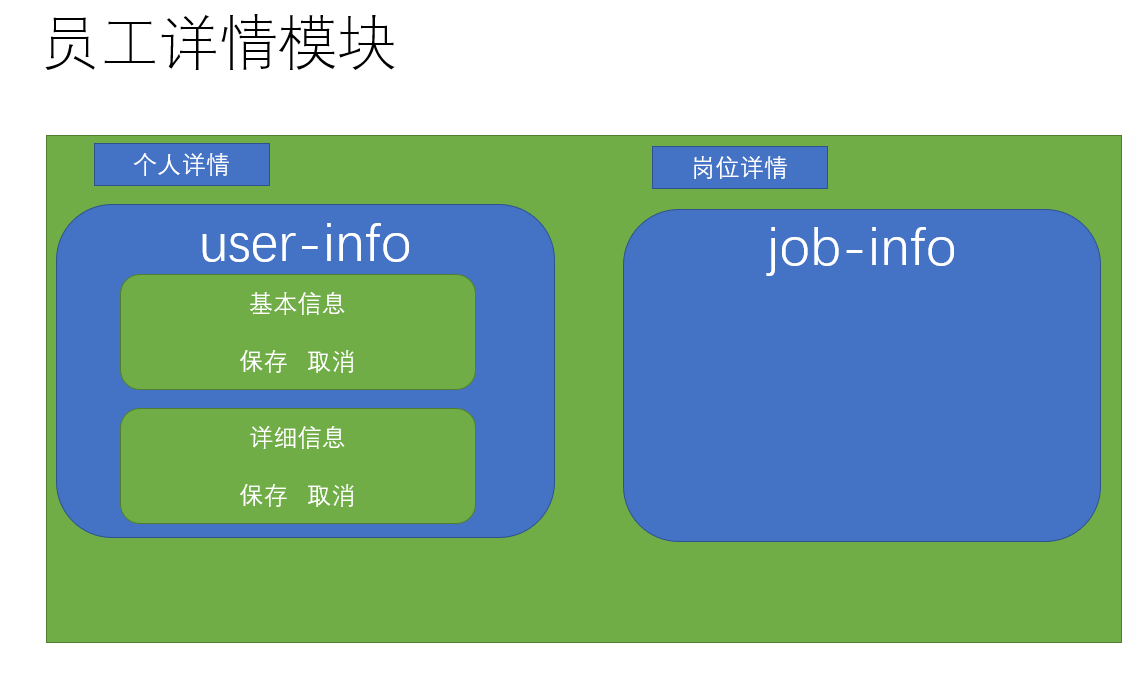 员工详情模块
个人详情
岗位详情
user-info
基本信息
保存 取消
详细信息
保存 取消
job-info